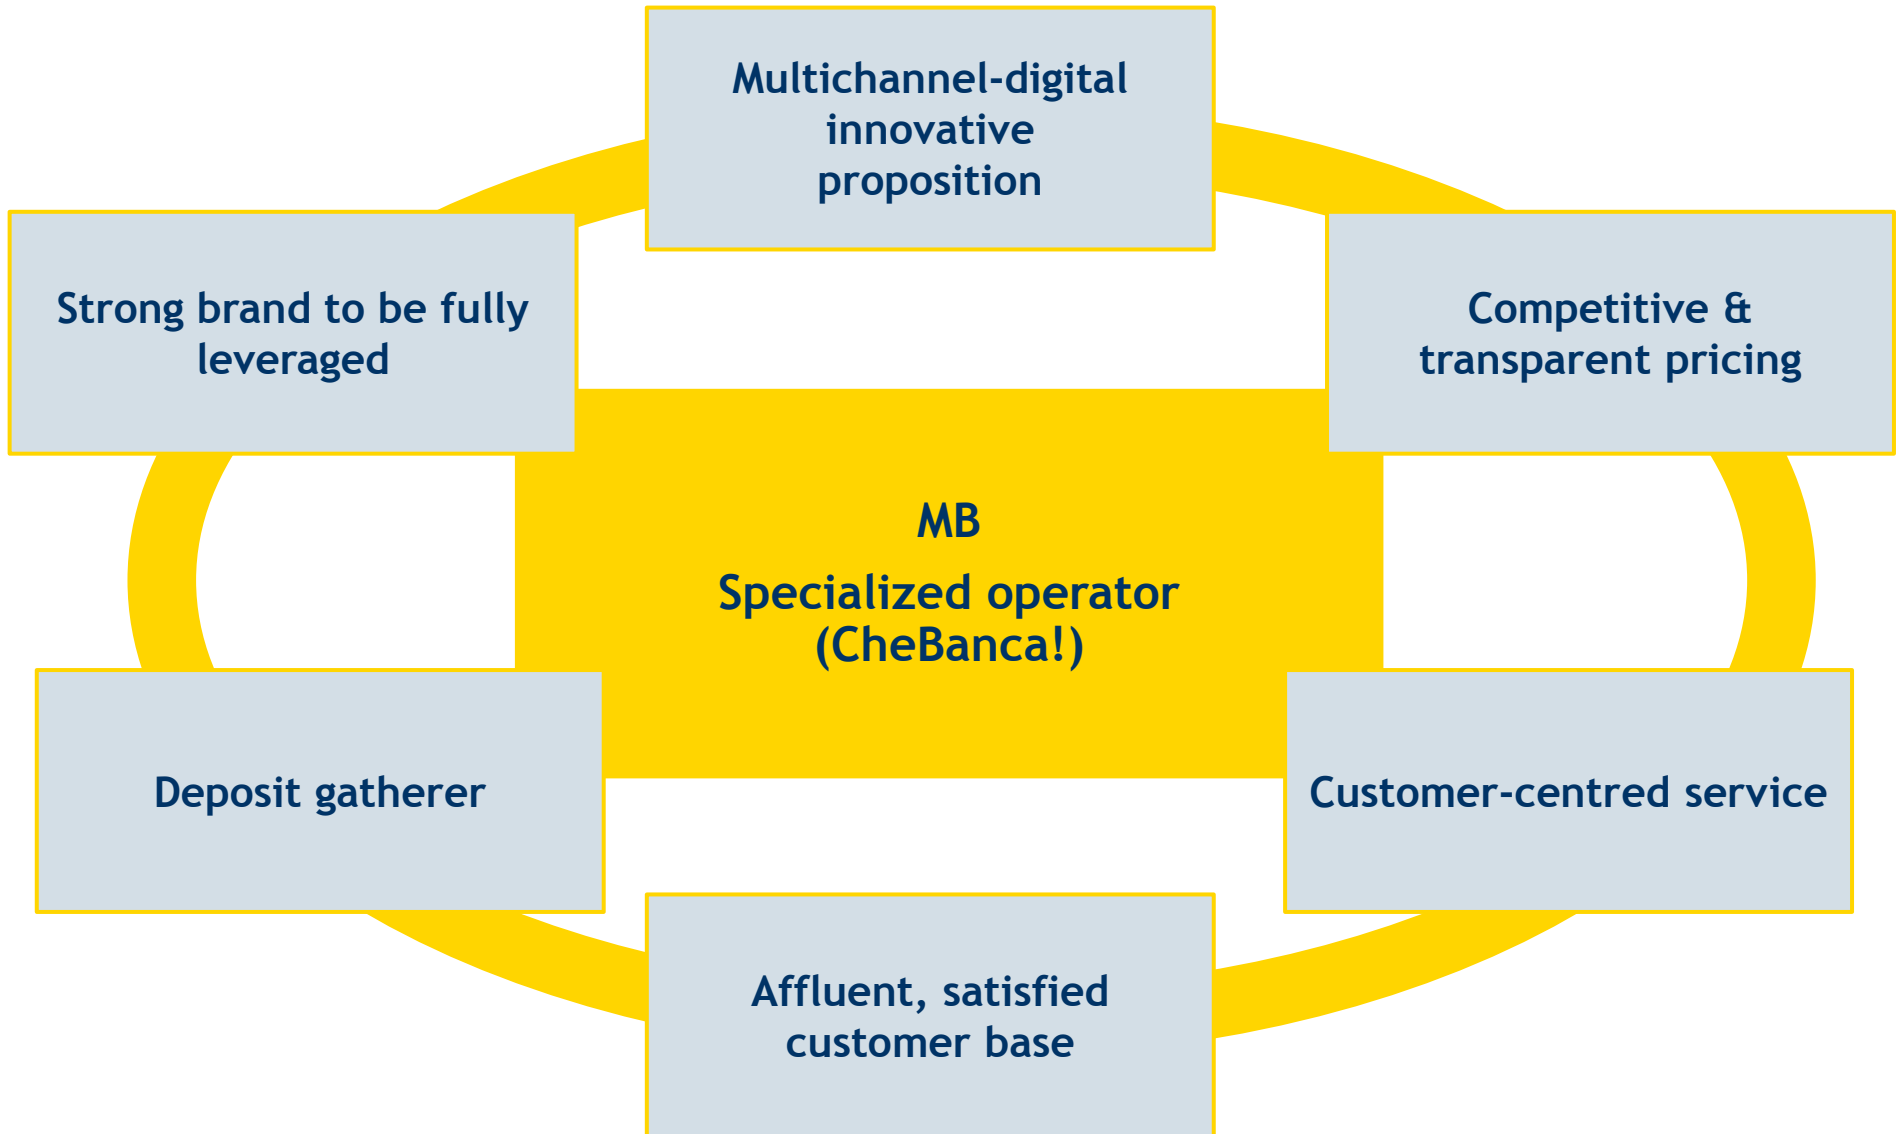 Multichannel-digital
innovative
proposition
Strong brand to be fully
leveraged
Competitive &
transparent pricing
MB
Specialized operator
(CheBanca!)
Deposit gatherer
Customer-centred service
Affluent, satisfied
customer base